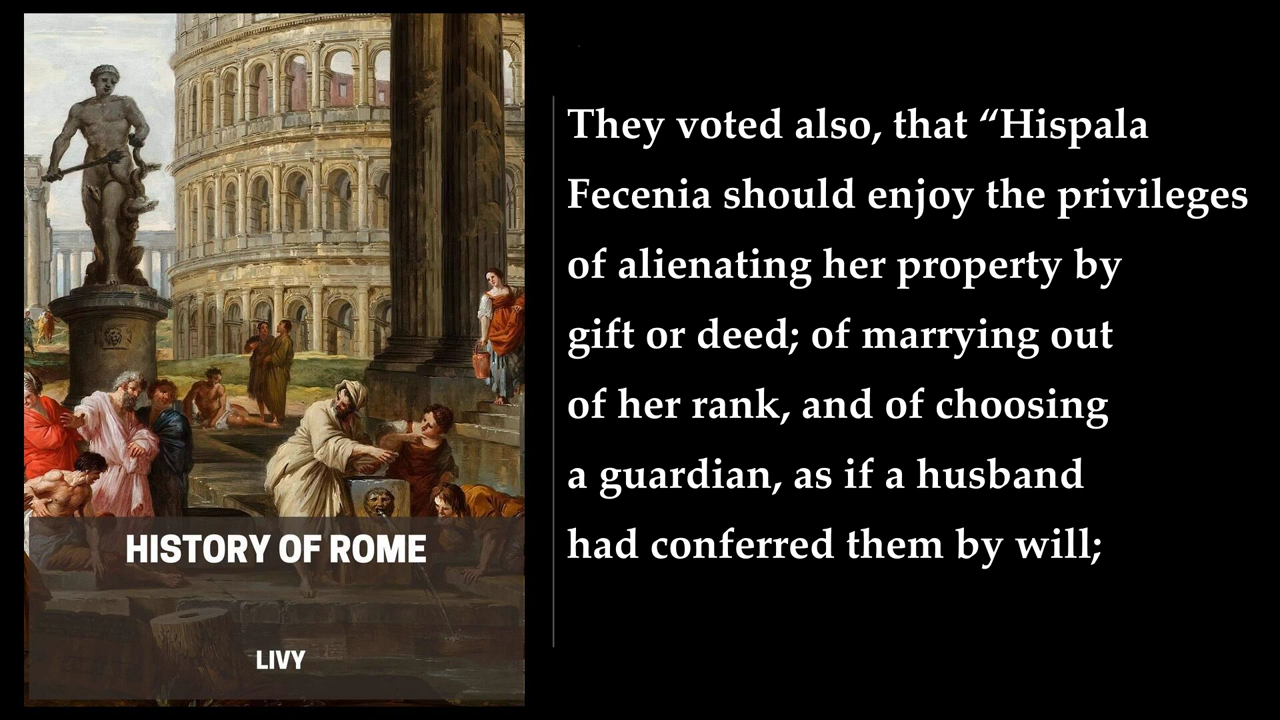 HISTORY OF ROME
LIVY
They voted also, that “Hispala
Fecenia should enjoy the privileges
of alienating her property by
gift or deed; of marrying out
of her rank, and of choosing
a guardian, as if a husband
had conferred them by will;